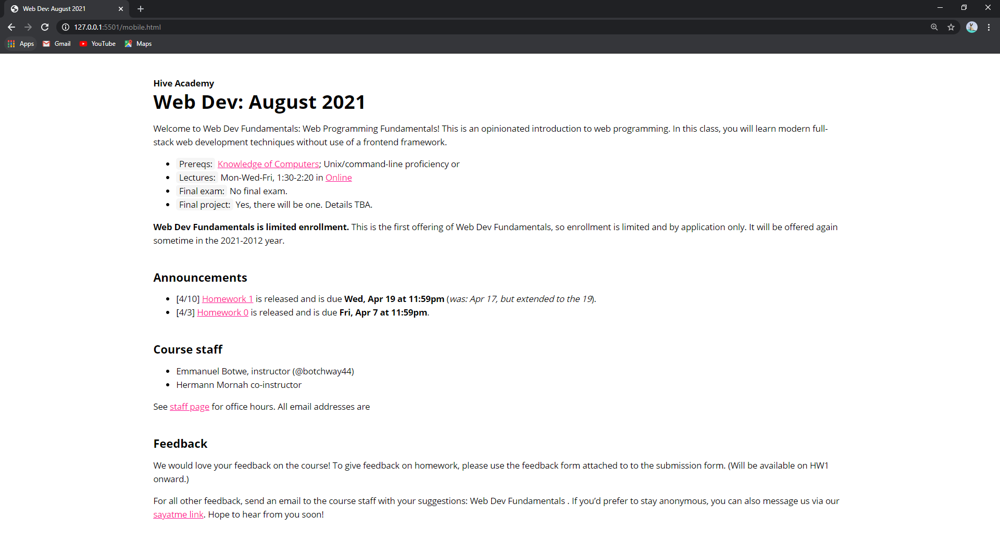 Web Dev: August 2021
127.0.0.1:5501/mobile.html
Apps Gmail YouTube Maps
Hive Academy
Web Dev: August 2021
Welcome to Web Dev Fundamentals: Web Programming Fundamentals! This is an opinionated introduction to web programming. In this class, you will learn modern full-
stack web development techniques without use of a frontend framework.
• Prereqs: Knowledge of Computers; Unix/command-line proficiency or
• Lectures: Mon-Wed-Fri, 1:30-2:20 in Online
• Final exam: No final exam.
• Final project: Yes, there will be one. Details TBA.
Web Dev Fundamentals is limited enrollment. This is the first offering of Web Dev Fundamentals, so enrollment is limited and by application only. It will be offered again
sometime in the 2021-2012 year.
Announcements
• [4/10] Homework 1 is released and is due Wed, Apr 19 at 11:59pm (was: Apr 17, but extended to the 19).
• [4/3] Homework 0 is released and is due Fri, Apr 7 at 11:59pm.
Course staff
• Emmanuel Botwe, instructor (@botchway44)
• Hermann Mornah co-instructor
See staff page for office hours. All email addresses are
Feedback
We would love your feedback on the course! To give feedback on homework, please use the feedback form attached to to the submission form. (Will be available on HW1
onward.)
For all other feedback, send an email to the course staff with your suggestions: Web Dev Fundamentals . If you’d prefer to stay anonymous, you can also message us via our
sayatme link. Hope to hear from you soon!